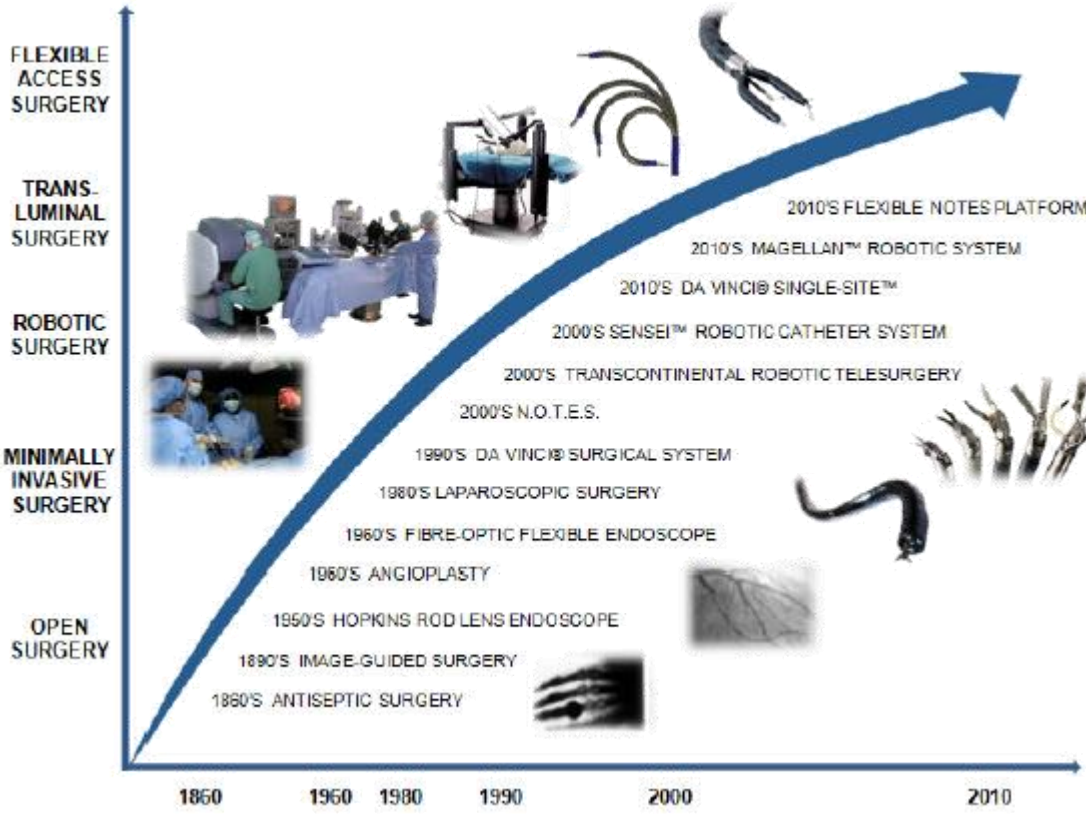 FLEXIBLE
ACCESS
SURGERY
TRANS-
LUMINAL
SURGERY
ROBOTIC
SURGERY
MINIMALLY
INVASIVE
SURGERY
OPEN
SURGERY
2010'S FLEXIBLE NOTES PLATFORM
2010'S MAGELLAN™ ROBOTIC SYSTEM
2010'S DA VINCI® SINGLE-SITE™
2000'S SENSEI™ ROBOTIC CATHETER SYSTEM
2000'S TRANSCONTINENTAL ROBOTIC TELESURGERY
2000'S N.O.T.E.S.
1990'S DA VINCI® SURGICAL SYSTEM
1980'S LAPAROSCOPIC SURGERY
1960'S FIBRE-OPTIC FLEXIBLE ENDOSCOPE
1960'S ANGIOPLASTY
1950'S HOPKINS ROD LENS ENDOSCOPE
1890'S IMAGE-GUIDED SURGERY
1860'S ANTISEPTIC SURGERY
1860 1960 1980 1990 2000 2010